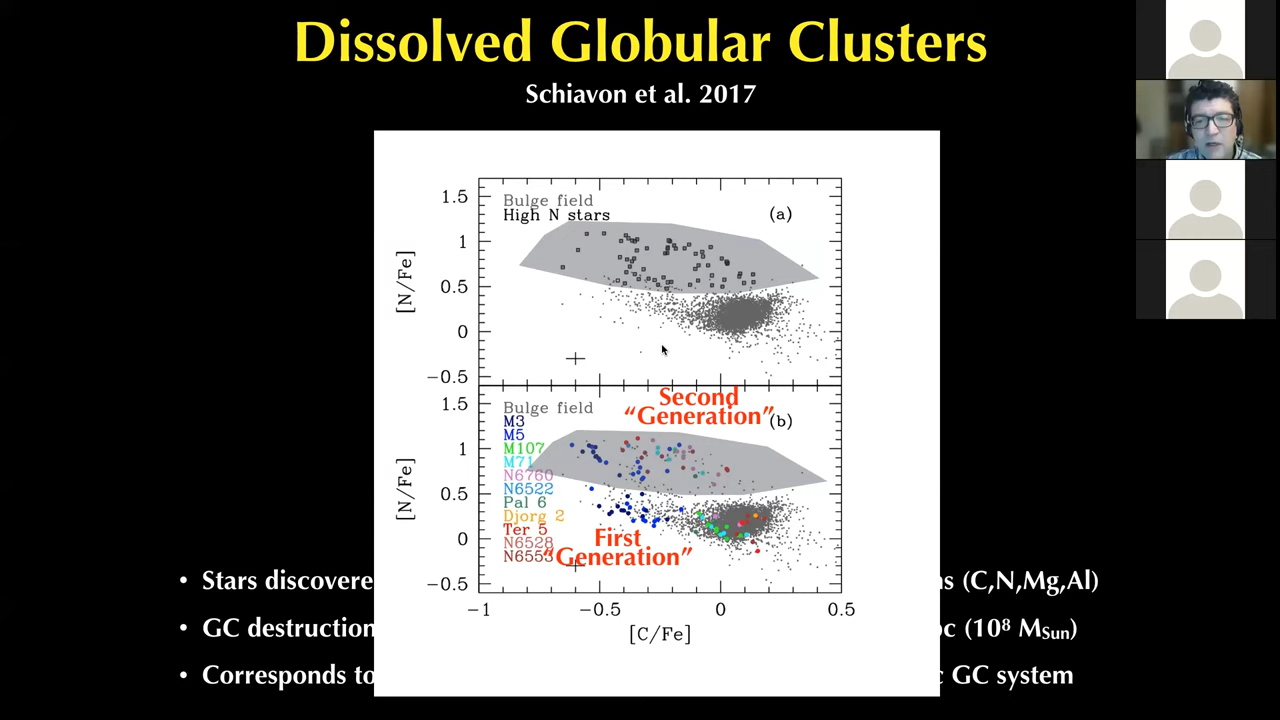 Dissolved Globular Clusters
Schiavon et al. 2017
1.5
1
0.5
0
−0.5
[N/Fe]
Bulge field
High N stars
(a)
Second
“Generation”
1.5
1
0.5
0
−0.5
[N/Fe]
Bulge field
(b)
M3
M5
M107
M71
N6760
N6522
Pal 6
Djorg 2
Ter 5
N6528
N6553
First
“Generation”
−1
−0.5
0
0.5
[C/Fe]
• Stars discovere ns (C,N,Mg,Al)
• GC destruction pc (10⁸ MSun)
• Corresponds to c GC system